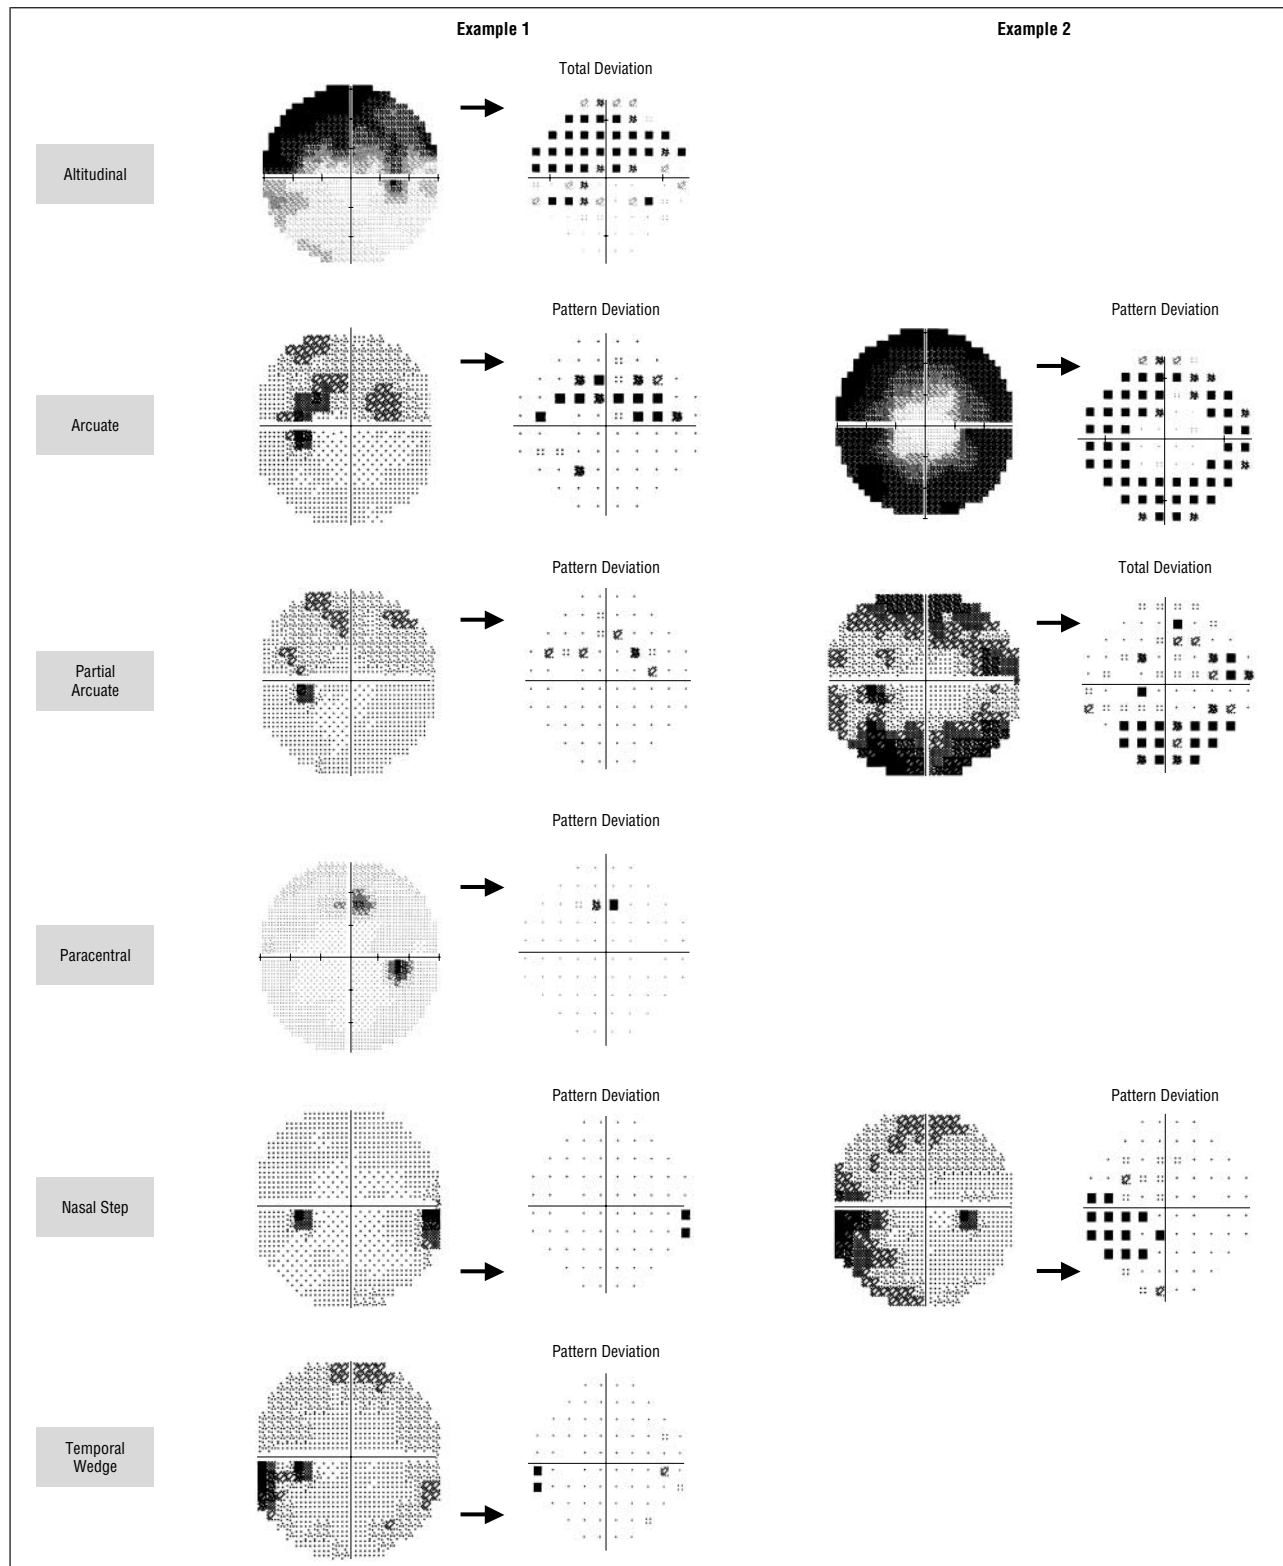 Example 1
Example 2
Total Deviation
Altitudinal
Pattern Deviation
Pattern Deviation
Arcuate
Pattern Deviation
Total Deviation
Partial
Arcuate
Pattern Deviation
Paracentral
Pattern Deviation
Pattern Deviation
Nasal Step
Pattern Deviation
Temporal
Wedge